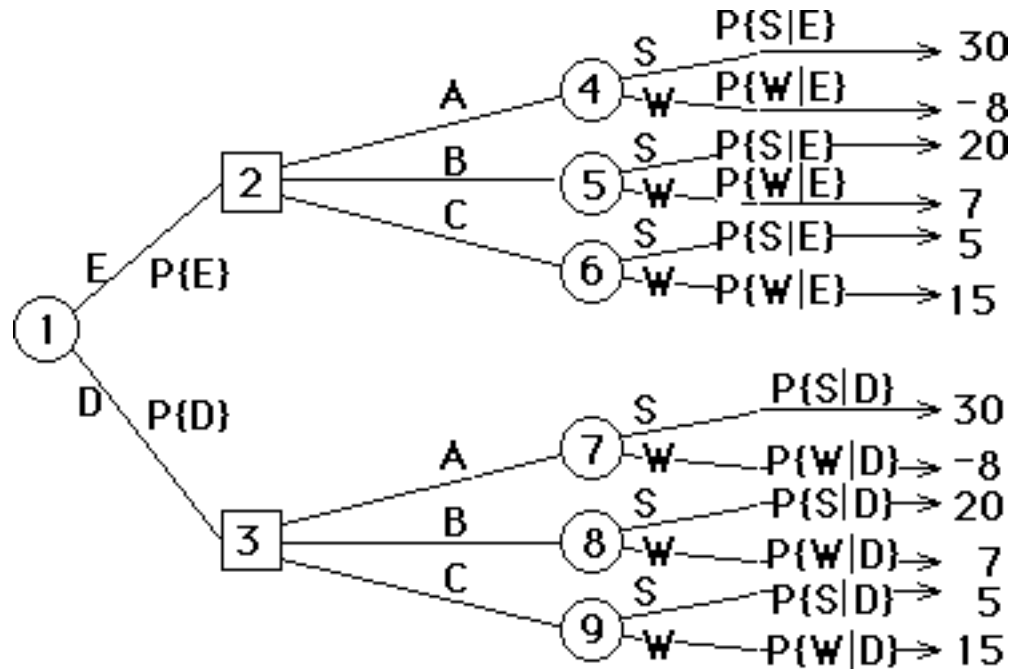 P{S|E}
S 30
A 4 P{W|E}
W -8
S P{S|E} 20
2 B 5 P{W|E}
W 7
C S P{S|E} 5
E P{E} 6 W P{W|E} 15
1
D P{D} P{S|D}
S 30
A 7
W P{W|D} -8
S P{S|D} 20
3 B 8
W P{W|D} 7
C S P{S|D} 5
9
W P{W|D} 15